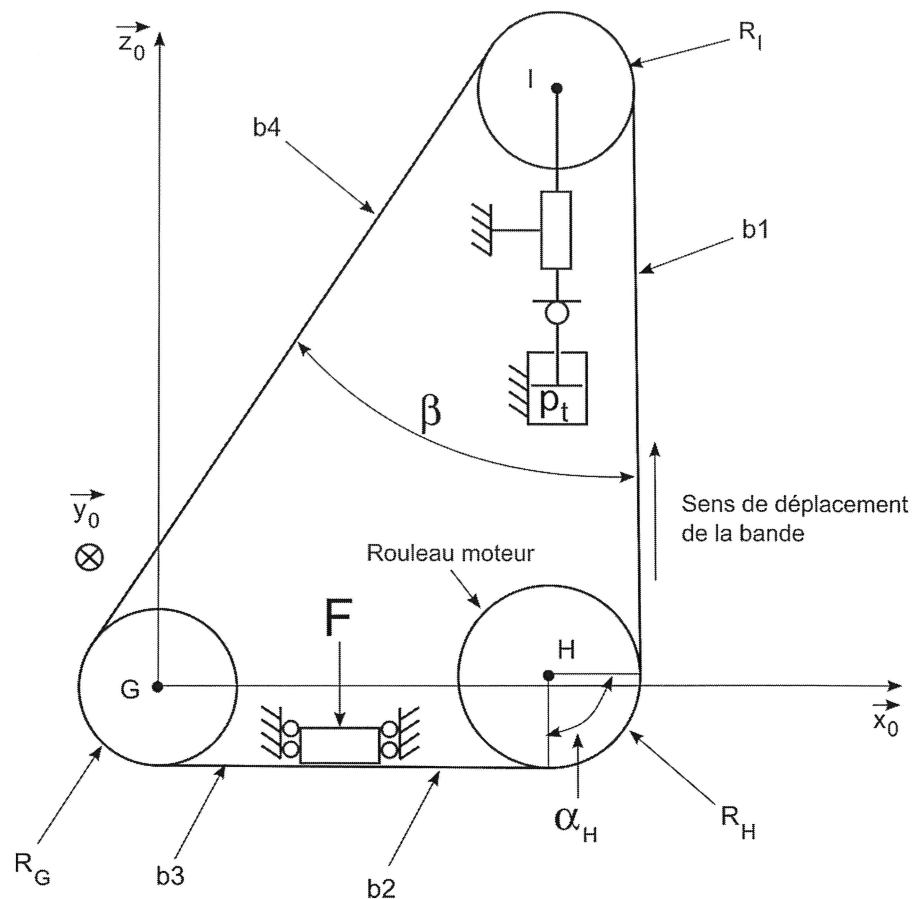 z₀
R_I
I
b4
b1
p_t
β
y₀
Sens de déplacement
de la bande
Rouleau moteur
F
H
G
x₀
α_H
R_H
R_G
b3
b2